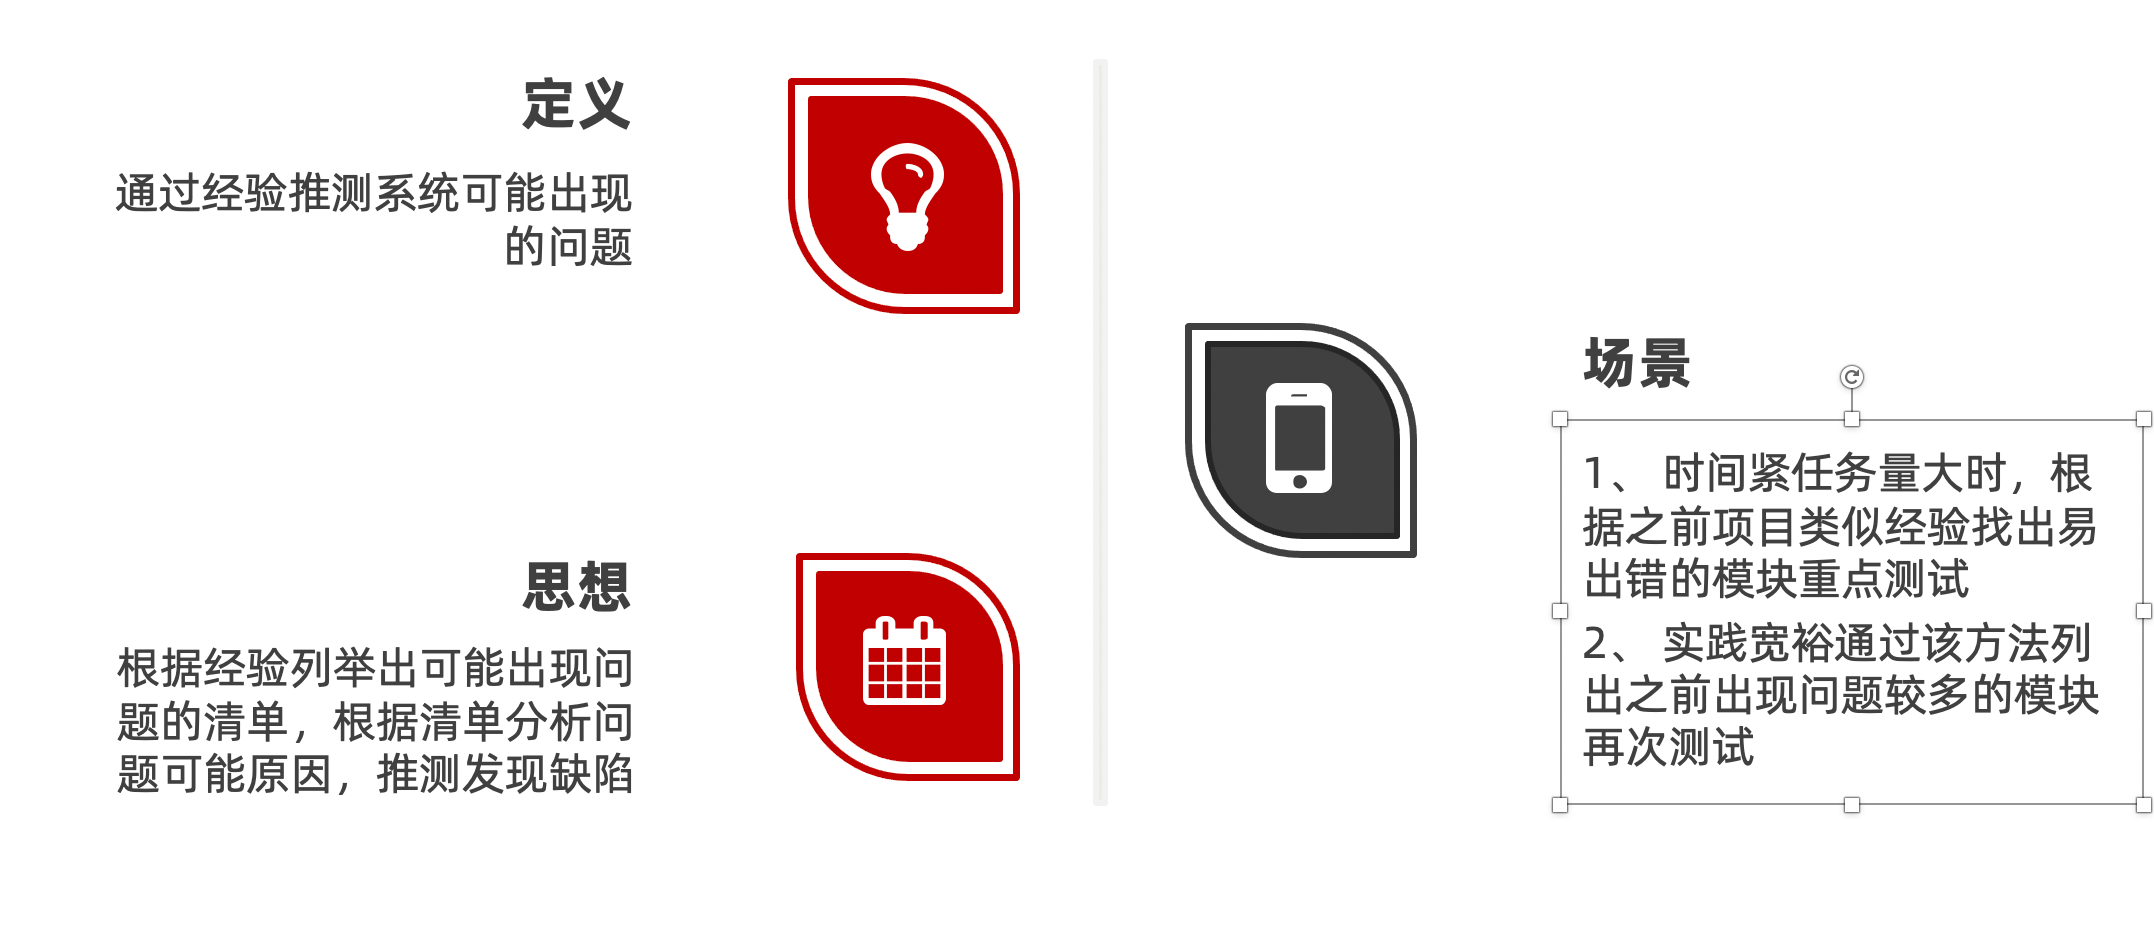 定义
通过经验推测系统可能出现
的问题
思想
根据经验列举出可能出现问
题的清单，根据清单分析问
题可能原因，推测发现缺陷
场景
1、 时间紧任务量大时，根
据之前项目类似经验找出易
出错的模块重点测试
2、 实践宽裕通过该方法列
出之前出现问题较多的模块
再次测试